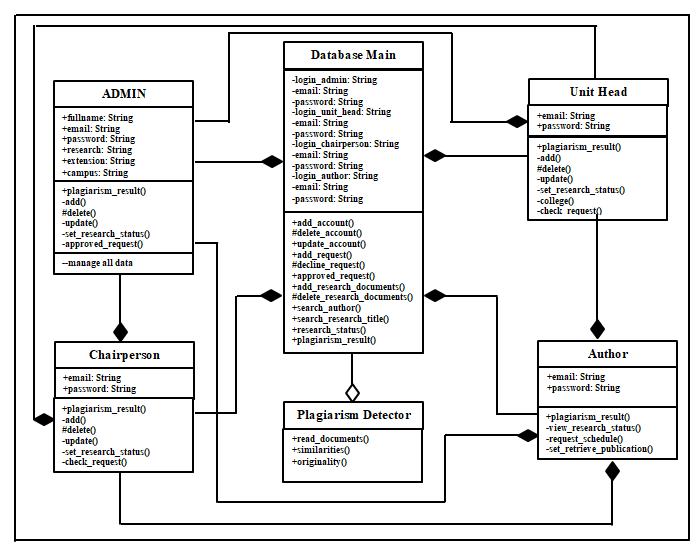 ADMIN
+fullname: String
+email: String
+password: String
+research: String
+extension: String
+campus: String
+plagiarism_result()
-add()
#delete()
-update()
-set_research_status()
-approved_request()
--manage all data
Database Main
-login_admin: String
-email: String
-password: String
-login_unit_head: String
-email: String
-password: String
-login_chairperson: String
-email: String
-password: String
-login_author: String
-email: String
-password: String
+add_account()
#delete_account()
+update_account()
+add_request()
#decline_request()
+approved_request()
+add_research_documents()
#delete_research_documents()
+search_author()
+search_research_title()
+research_status()
+plagiarism_result()
Unit Head
+email: String
+password: String
+plagiarism_result()
-add()
#delete()
-update()
-set_research_status()
-college()
-check_request()
Chairperson
+email: String
+password: String
+plagiarism_result()
-add()
#delete()
-update()
-set_research_status()
-check_request()
Plagiarism Detector
+read_documents()
+similarities()
+originality()
Author
+email: String
+password: String
+plagiarism_result()
-view_research_status()
-request_schedule()
-set_retrieve_publication()